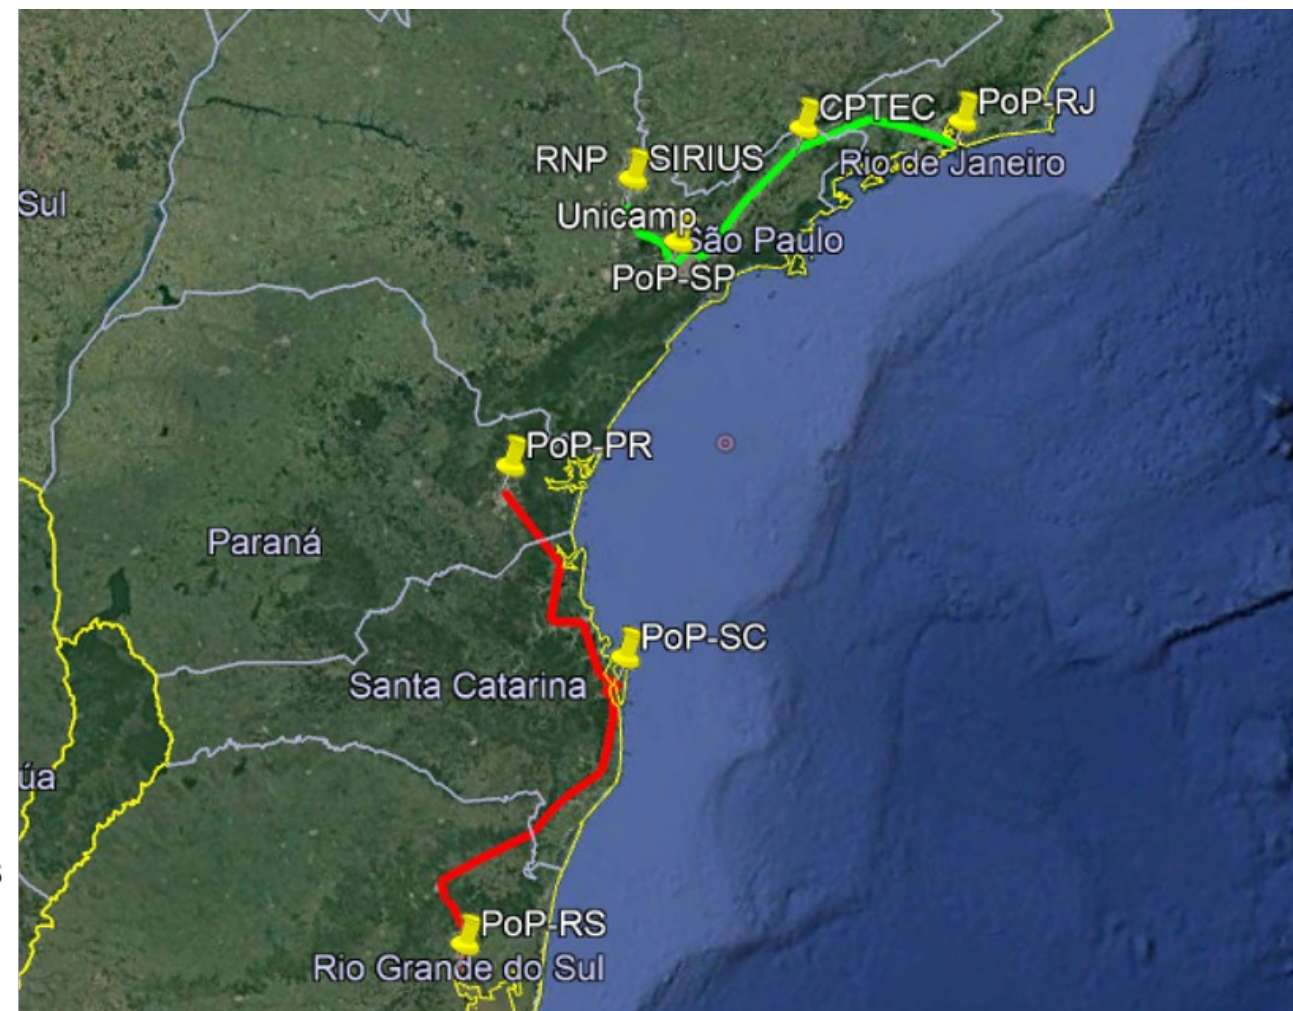 CPTEC
PoP-RJ
RNP
SIRIUS
Rio de Janeiro
Sul
Unicamp
São Paulo
PoP-SP
PoP-PR
Paraná
PoP-SC
Santa Catarina
úa
s
PoP-RS
Rio Grande do Sul